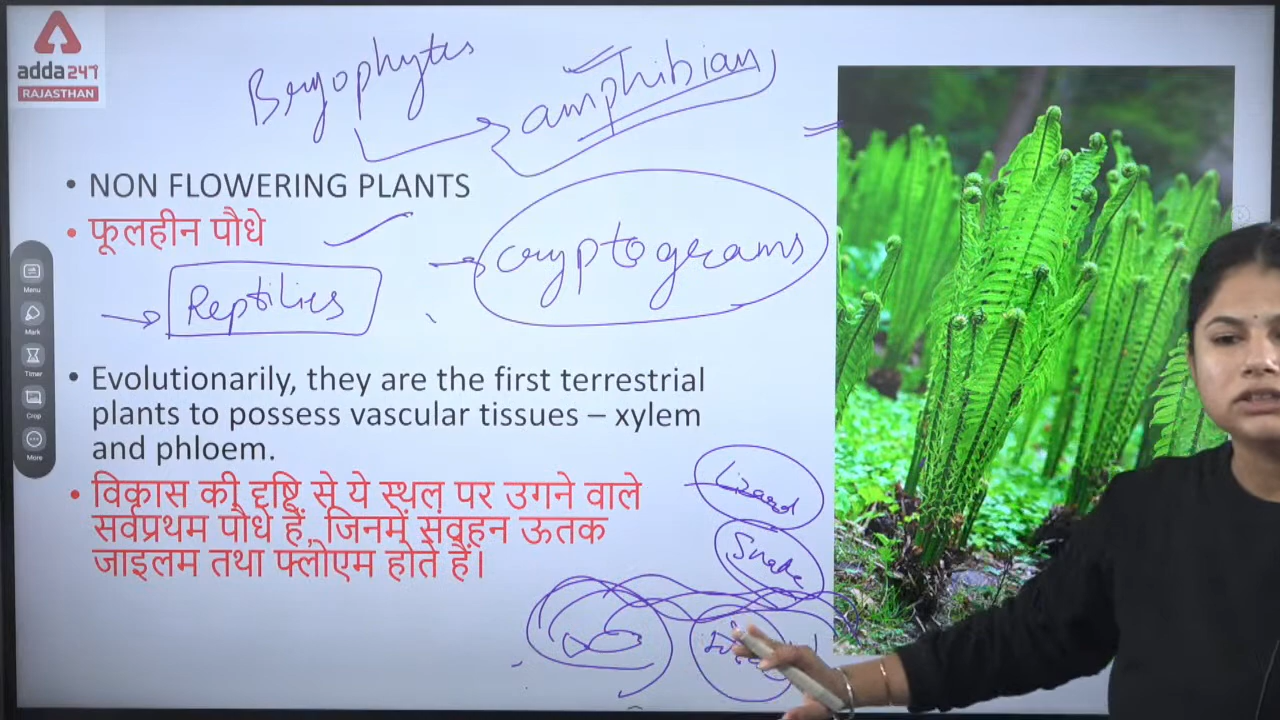 adda247
RAJASTHAN
Bryophytes
amphibian
• NON FLOWERING PLANTS
• फूलहीन पौधे
cryptograms
Reptilies
Menu
Mark
Timer
Crop
More
• Evolutionarily, they are the first terrestrial
plants to possess vascular tissues – xylem
and phloem.
Lizard
• विकास की दृष्टि से ये स्थल पर उगने वाले
सर्वप्रथम पौधे हैं, जिनमें संवहन ऊतक
जाइलम तथा फ्लोएम होते हैं।
Snake